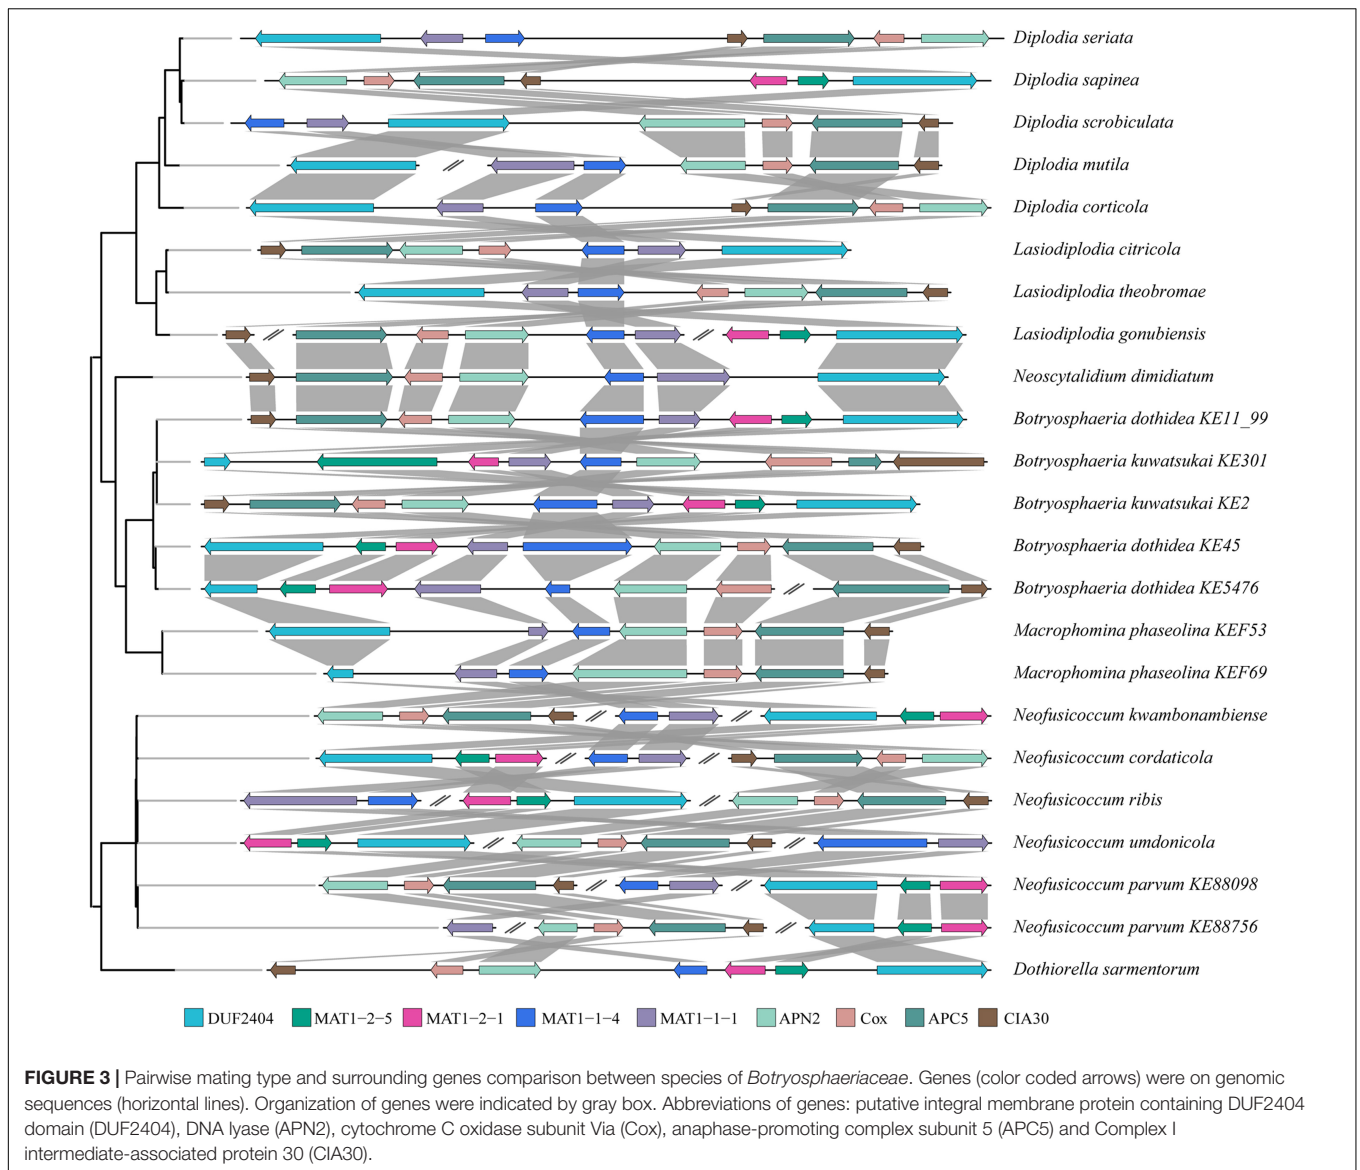 Diplodia seriata
Diplodia sapinea
Diplodia scrobiculata
Diplodia mutila
Diplodia corticola
Lasiodiplodia citricola
Lasiodiplodia theobromae
Lasiodiplodia gonubiensis
Neoscytalidium dimidiatum
Botryosphaeria dothidea KE11_99
Botryosphaeria kuwatsukai KE301
Botryosphaeria kuwatsukai KE2
Botryosphaeria dothidea KE45
Botryosphaeria dothidea KE5476
Macrophomina phaseolina KEF53
Macrophomina phaseolina KEF69
Neofusicoccum kwambonambiense
Neofusicoccum cordaticola
Neofusicoccum ribis
Neofusicoccum umdonicola
Neofusicoccum parvum KE88098
Neofusicoccum parvum KE88756
Dothiorella sarmentorum
DUF2404 MAT1−2−5 MAT1−2−1 MAT1−1−4 MAT1−1−1 APN2 Cox APC5 CIA30
FIGURE 3 | Pairwise mating type and surrounding genes comparison between species of Botryosphaeriaceae. Genes (color coded arrows) were on genomic
sequences (horizontal lines). Organization of genes were indicated by gray box. Abbreviations of genes: putative integral membrane protein containing DUF2404
domain (DUF2404), DNA lyase (APN2), cytochrome C oxidase subunit Via (Cox), anaphase-promoting complex subunit 5 (APC5) and Complex I
intermediate-associated protein 30 (CIA30).